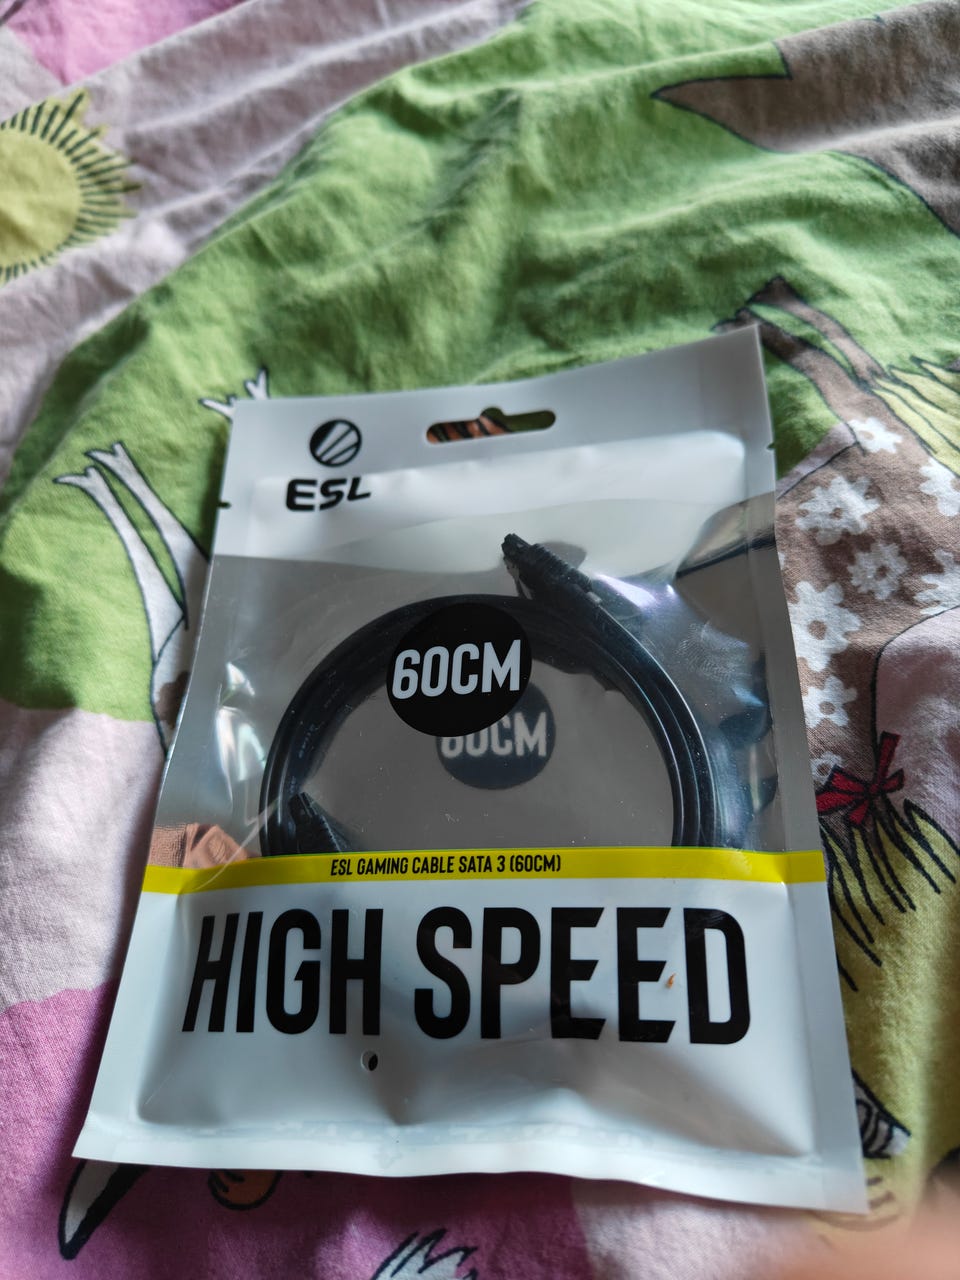 ESL
60CM
60CM
ESL GAMING CABLE SATA 3 (60CM)
HIGH SPEED